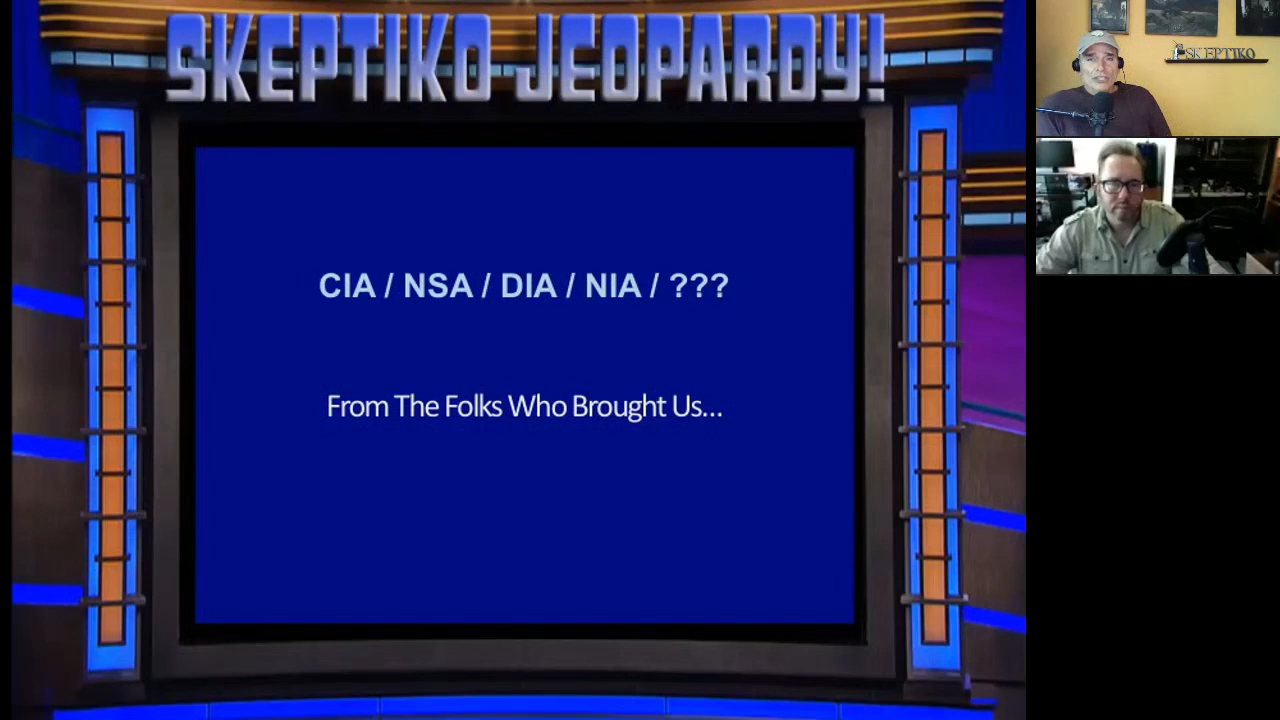 SKEPTIKO JEOPARDY!
SKEPTIKO
CIA / NSA / DIA / NIA / ???
From The Folks Who Brought Us...